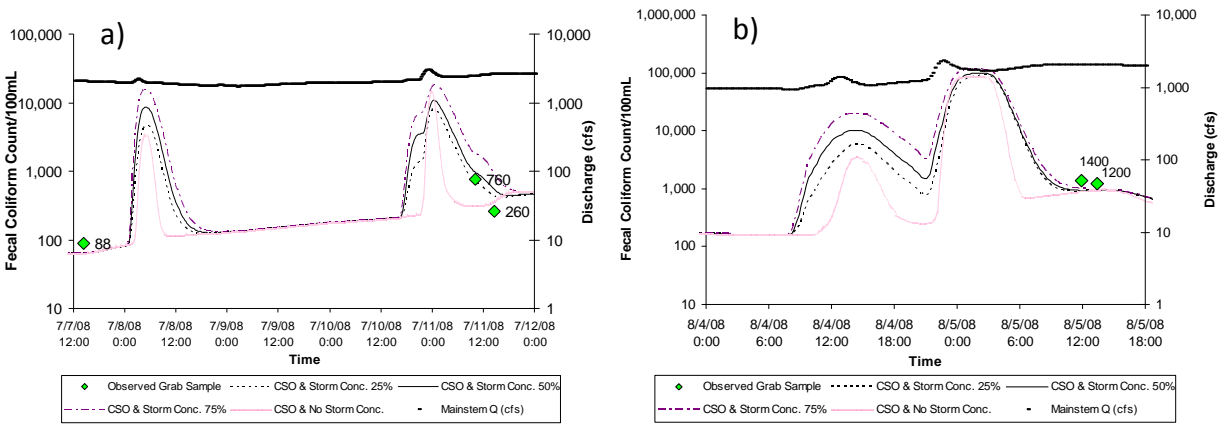 a)
Fecal Coliform Count/100mL
100,000
10,000
1,000
100
10
10,000
1,000
100
10
1
Discharge (cfs)
88
760
260
7/7/08 7/8/08 7/8/08 7/9/08 7/9/08 7/10/08 7/10/08 7/11/08 7/11/08 7/12/08
12:00 0:00 12:00 0:00 12:00 0:00 12:00 0:00 12:00 0:00
Time
Observed Grab Sample CSO & Storm Conc. 25% CSO & Storm Conc. 50%
CSO & Storm Conc. 75% CSO & No Storm Conc. Mainstem Q (cfs)
b)
Fecal Coliform Count/100mL
1,000,000
100,000
10,000
1,000
100
10
10,000
1,000
100
10
1
Discharge (cfs)
1400
1200
8/4/08 8/4/08 8/4/08 8/4/08 8/5/08 8/5/08 8/5/08 8/5/08
0:00 6:00 12:00 18:00 0:00 6:00 12:00 18:00
Time
Observed Grab Sample CSO & Storm Conc. 25% CSO & Storm Conc. 50%
CSO & Storm Conc. 75% CSO & No Storm Conc. Mainstem Q (cfs)